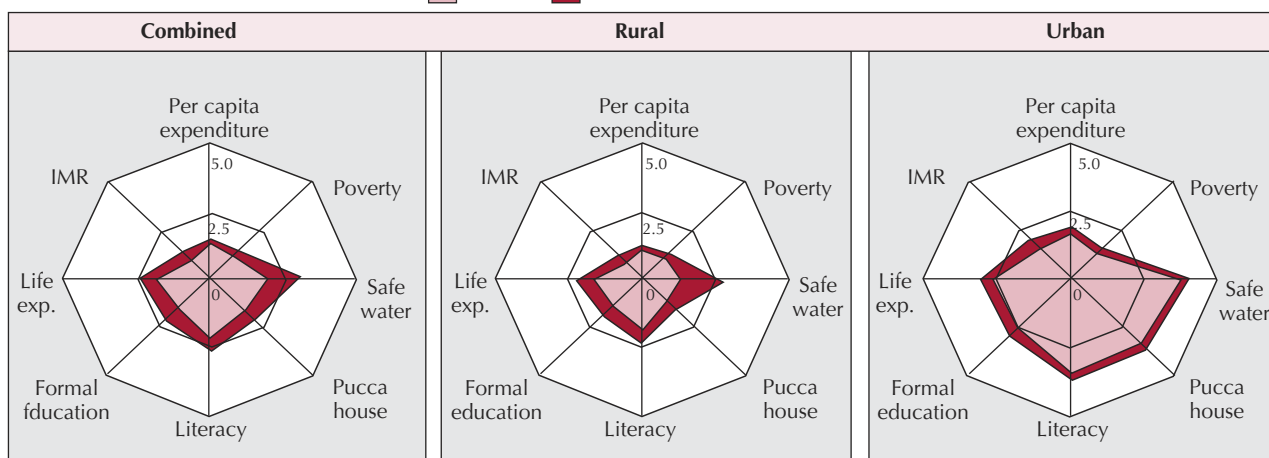 Combined
Rural
Urban
Per capita
expenditure
5.0
IMR
Poverty
2.5
Life
exp.
0
Safe
water
Formal
fducation
Pucca
house
Literacy
Per capita
expenditure
5.0
IMR
Poverty
2.5
Life
exp.
0
Safe
water
Formal
education
Pucca
house
Literacy
Per capita
expenditure
5.0
IMR
Poverty
2.5
Life
exp.
0
Safe
water
Formal
education
Pucca
house
Literacy